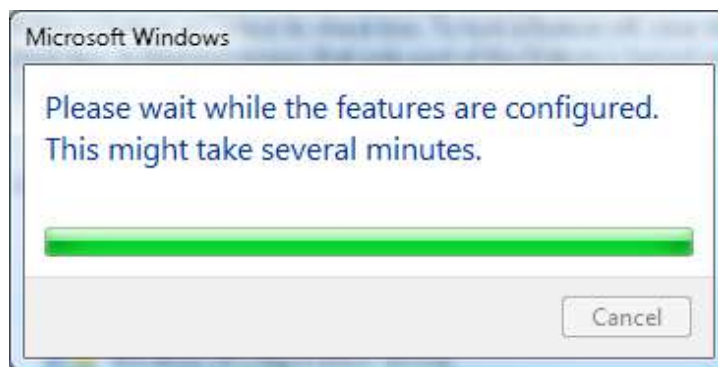 Microsoft Windows
Please wait while the features are configured.
This might take several minutes.
Cancel